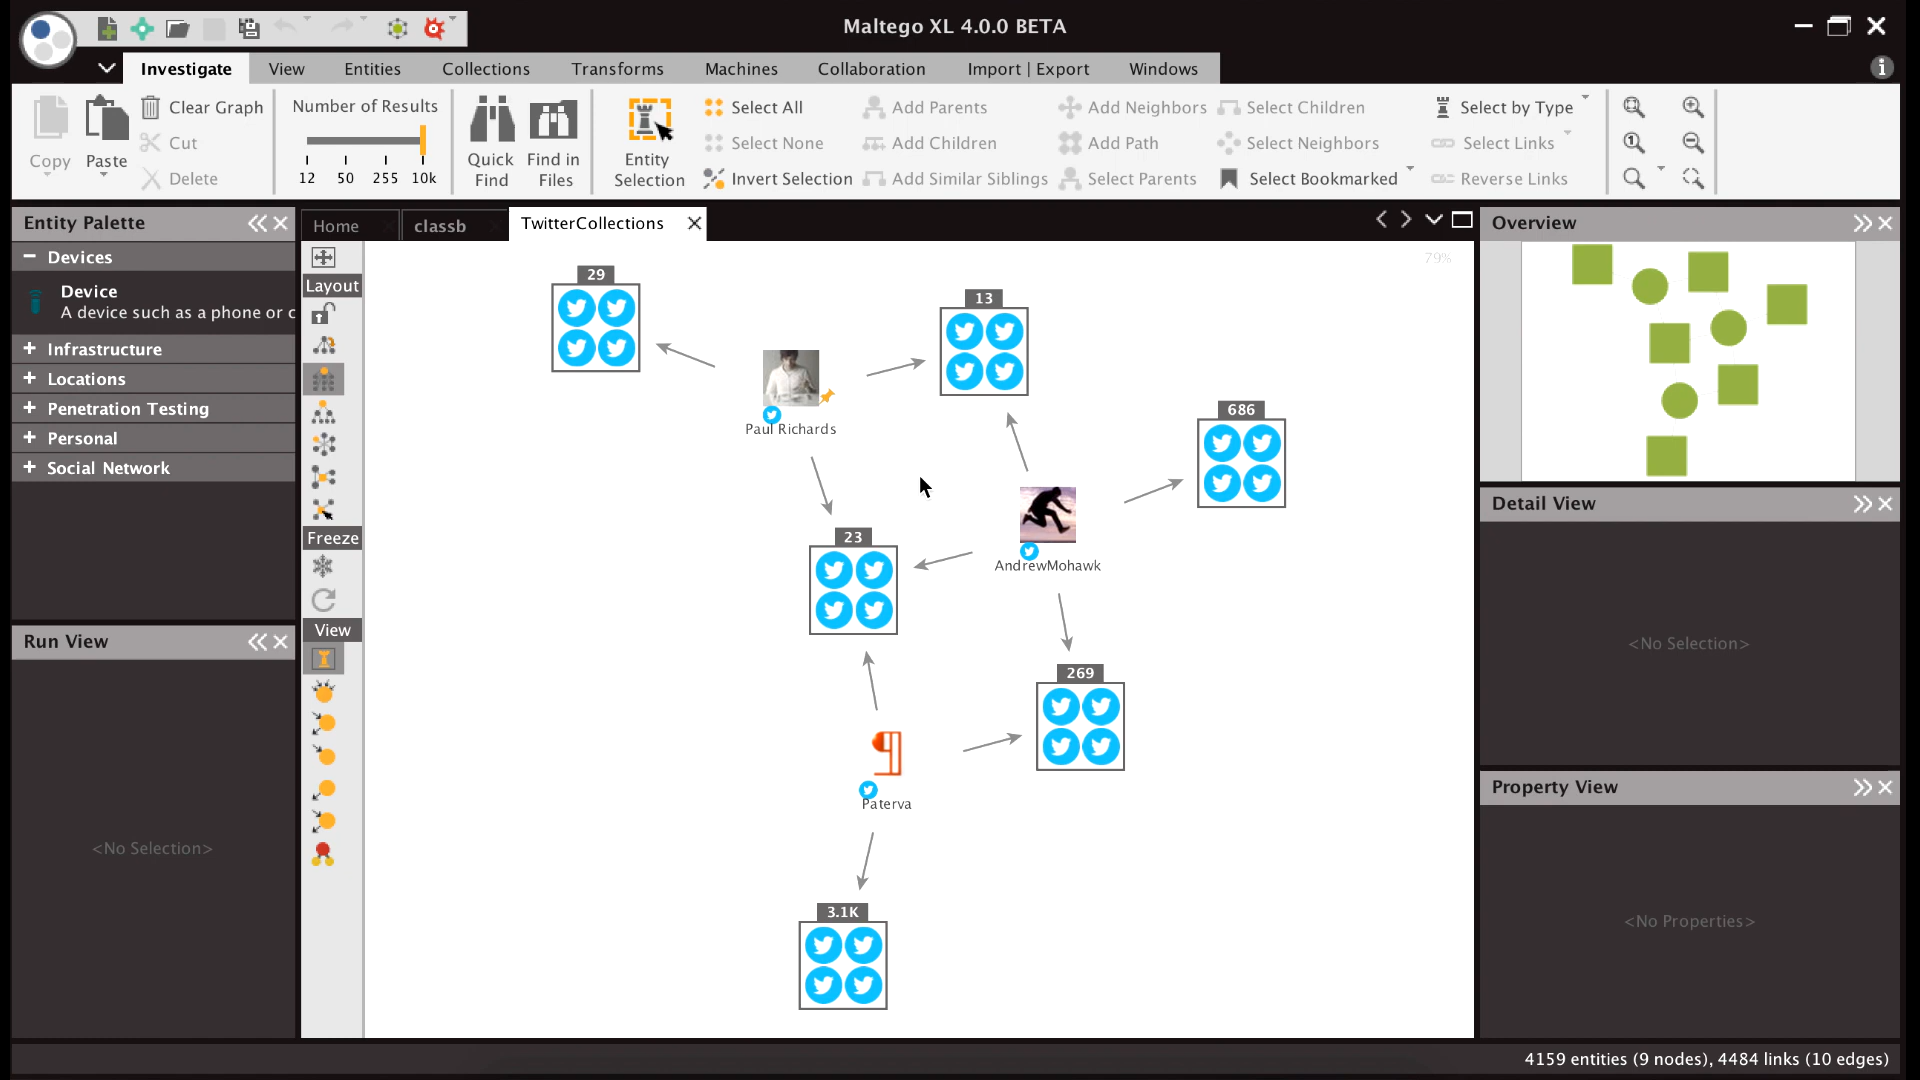 Maltego XL 4.0.0 BETA
Investigate View Entities Collections Transforms Machines Collaboration Import | Export Windows
Copy
Paste
Clear Graph
Cut
Delete
Number of Results
12 50 255 10k
Quick Find
Find in Files
Entity Selection
Select All
Select None
Invert Selection
Add Parents
Add Children
Add Similar Siblings
Add Neighbors
Add Path
Select Parents
Select Children
Select Neighbors
Select Bookmarked
Select by Type
Select Links
Reverse Links
Entity Palette
Devices
Device
A device such as a phone or c
Infrastructure
Locations
Penetration Testing
Personal
Social Network
Run View
<No Selection>
Home classb TwitterCollections
Layout
Freeze
View
79%
29
13
Paul Richards
686
23
AndrewMohawk
269
Paterva
3.1K
Overview
Detail View
<No Selection>
Property View
<No Properties>
4159 entities (9 nodes), 4484 links (10 edges)